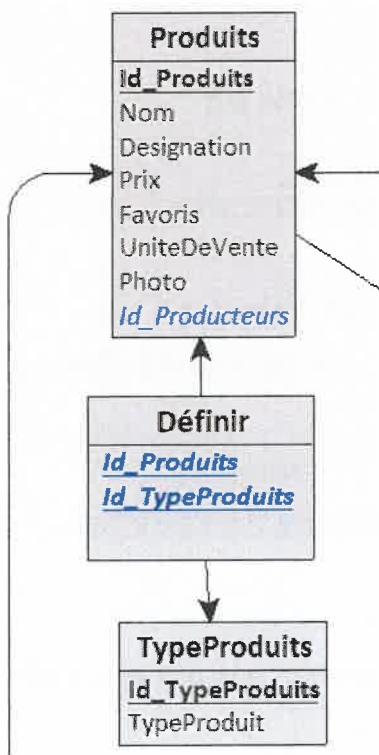 Produits
Id_Produits
Nom
Designation
Prix
Favoris
UniteDeVente
Photo
Id_Producteurs
Définir
Id_Produits
Id_TypeProduits
TypeProduits
Id_TypeProduits
TypeProduit